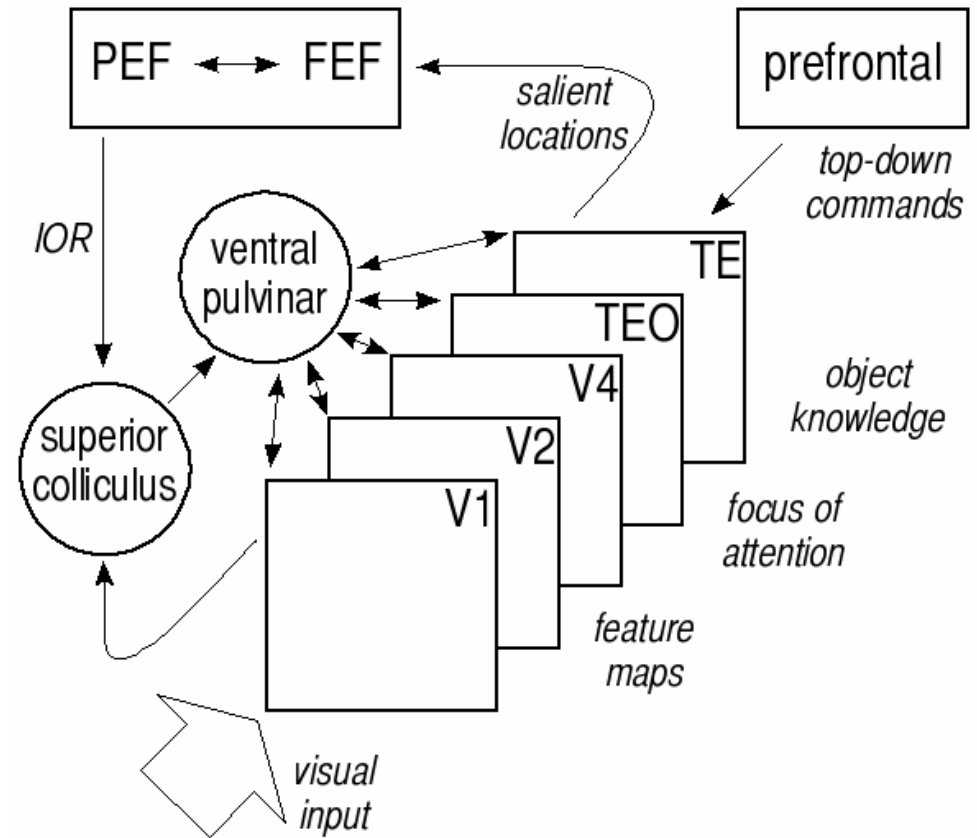 PEF FEF
prefrontal
salient
locations
top-down
commands
IOR
ventral
pulvinar
TE
TEO
V4
V2
V1
object
knowledge
superior
colliculus
focus of
attention
feature
maps
visual
input